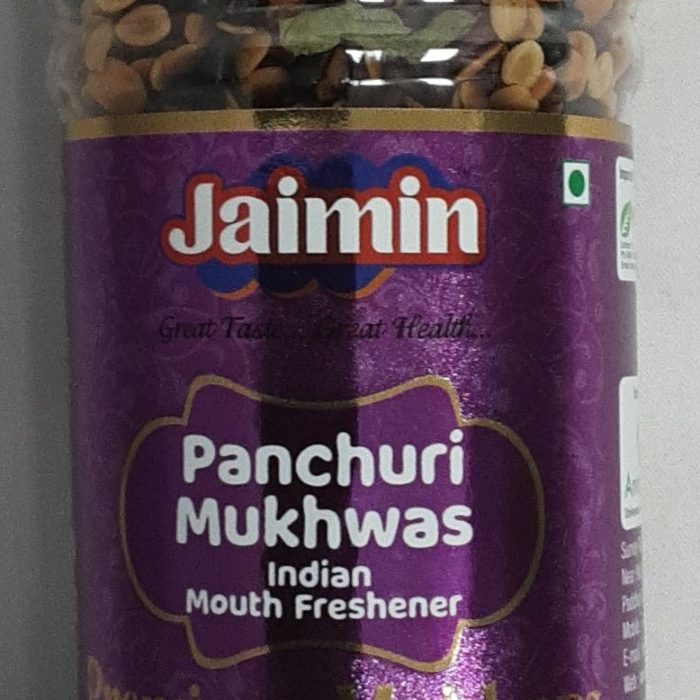 Jaimin
Great Taste... Great Health...
Panchuri
Mukhwas
Indian
Mouth Freshener